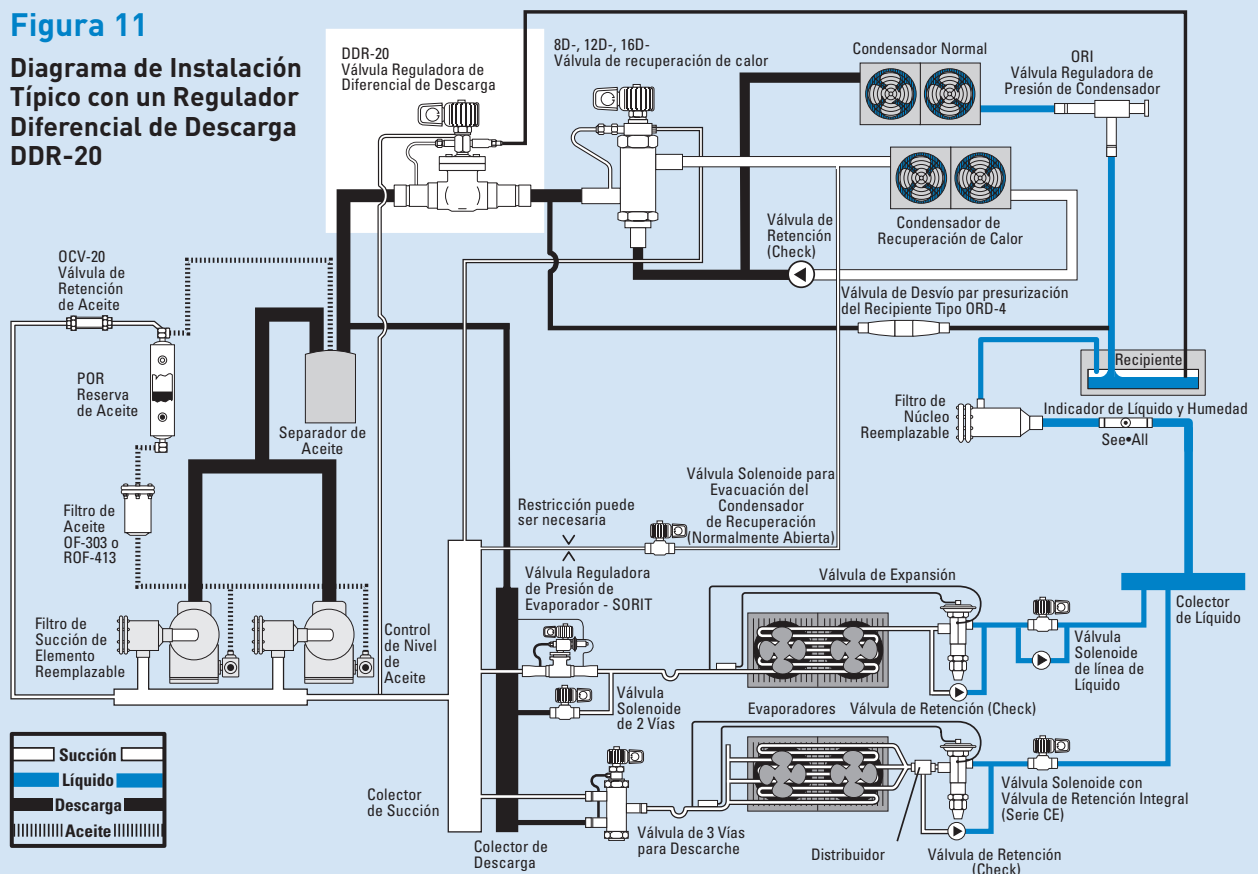 Figura 11
Diagrama de Instalación
Típico con un Regulador
Diferencial de Descarga
DDR-20
DDR-20
Válvula Reguladora de
Diferencial de Descarga
8D-, 12D-, 16D-
Válvula de recuperación de calor
Condensador Normal
ORI
Válvula Reguladora de
Presión de Condensador
OCV-20
Válvula de
Retención
de Aceite
Válvula de
Retención
(Check)
Condensador de
Recuperación de Calor
Válvula de Desvío par presurización
del Recipiente Tipo ORD-4
POR
Reserva
de Aceite
Separador de
Aceite
Recipiente
Filtro de
Núcleo
Reemplazable
Indicador de Líquido y Humedad
See•All
Filtro de
Aceite
OF-303 o
ROF-413
Restricción puede
ser necesaria
Válvula Solenoide para
Evacuación del
Condensador
de Recuperación
(Normalmente Abierta)
Válvula Reguladora
de Presión de
Evaporador - SORIT
Válvula de Expansión
Colector
de Líquido
Filtro de
Succión de
Elemento
Reemplazable
Control
de Nivel
de
Aceite
Válvula
Solenoide
de 2 Vías
Evaporadores
Válvula de Retención (Check)
Válvula
Solenoide
de línea de
Líquido
Succión
Líquido
Descarga
Aceite
Colector
de Succión
Colector de
Descarga
Válvula de 3 Vías
para Descarche
Distribuidor
Válvula de Retención
(Check)
Válvula Solenoide con
Válvula de Retención Integral
(Serie CE)